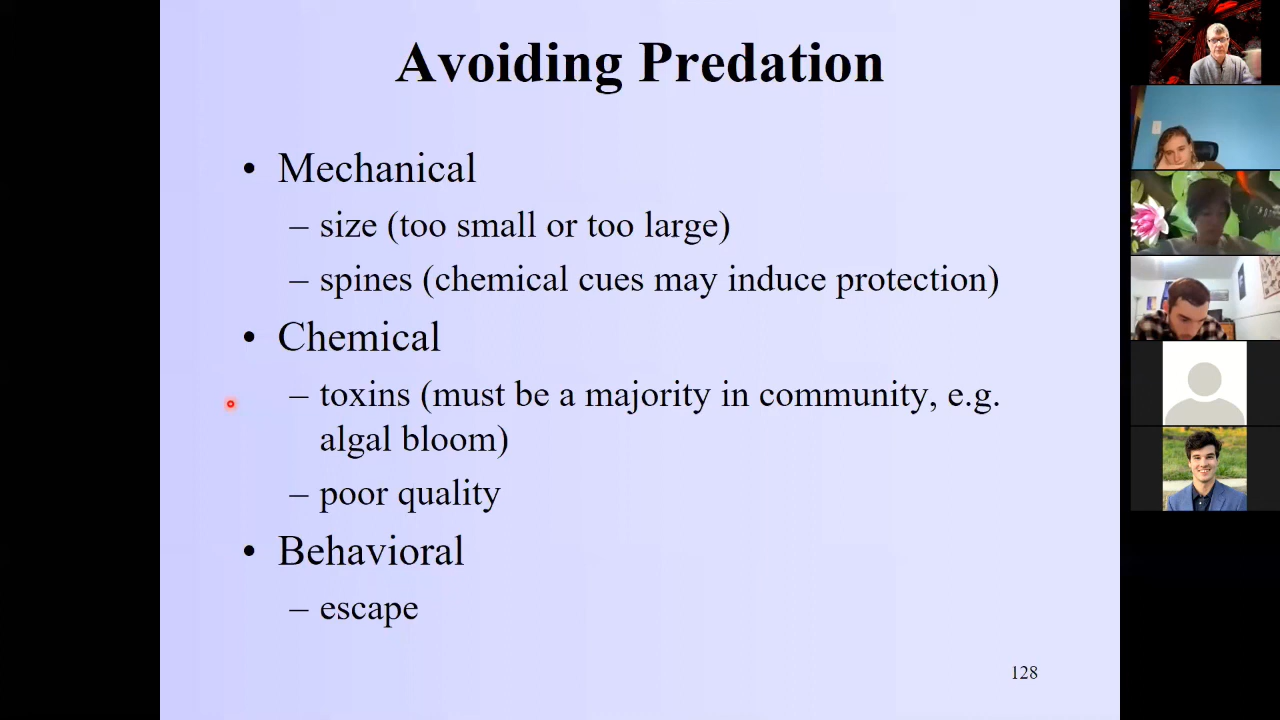 Avoiding Predation
• Mechanical
– size (too small or too large)
– spines (chemical cues may induce protection)
• Chemical
– toxins (must be a majority in community, e.g.
algal bloom)
– poor quality
• Behavioral
– escape
128